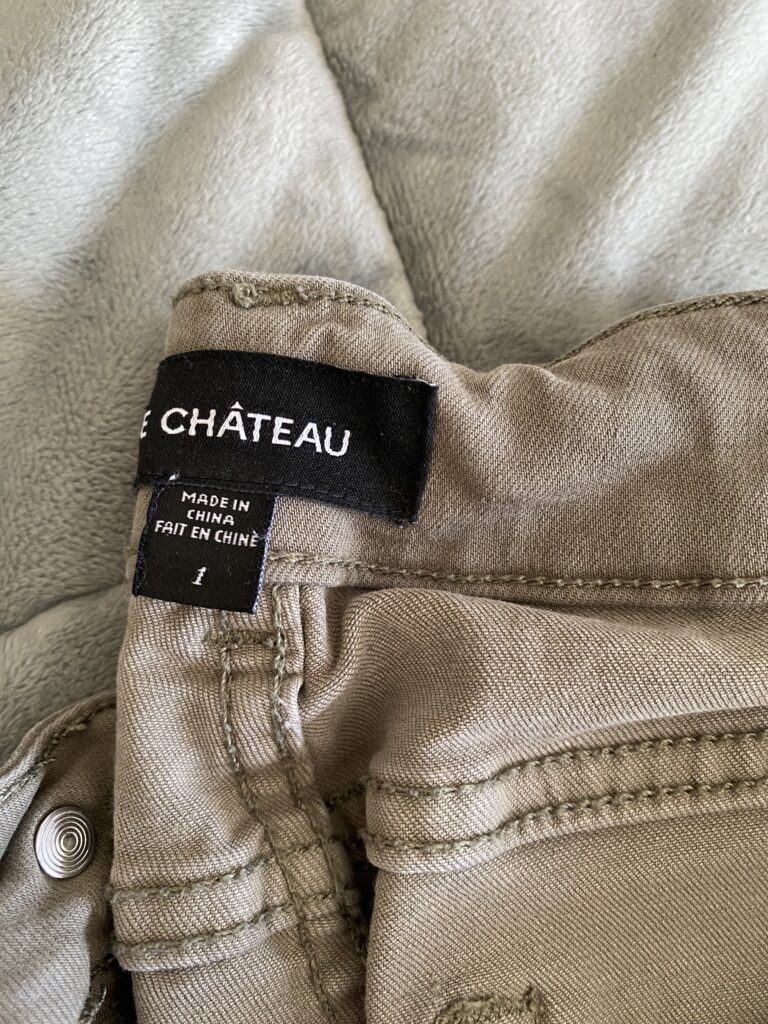 E CHÂTEAU
MADE IN
CHINA
FAIT EN CHINE
1